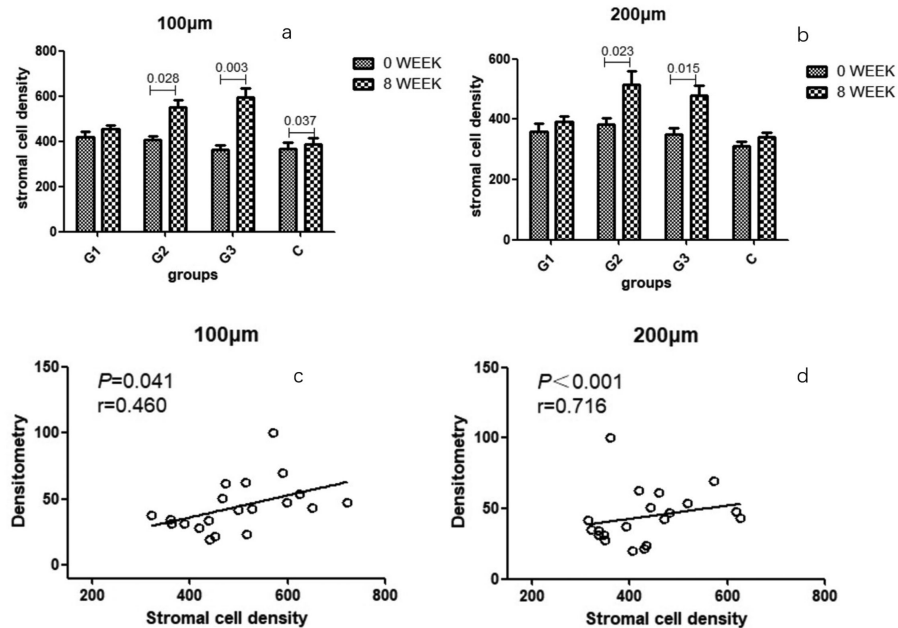 100μm
a
800
600
400
200
0
stromal cell density
0.028
0.003
0.037
G1
G2
G3
C
groups
0 WEEK
8 WEEK
200μm
b
600
400
200
0
stromal cell density
0.023
0.015
G1
G2
G3
C
groups
0 WEEK
8 WEEK
100μm
c
P=0.041
r=0.460
150
100
50
0
Densitometry
200
400
600
800
Stromal cell density
200μm
d
P<0.001
r=0.716
150
100
50
0
Densitometry
200
400
600
800
Stromal cell density